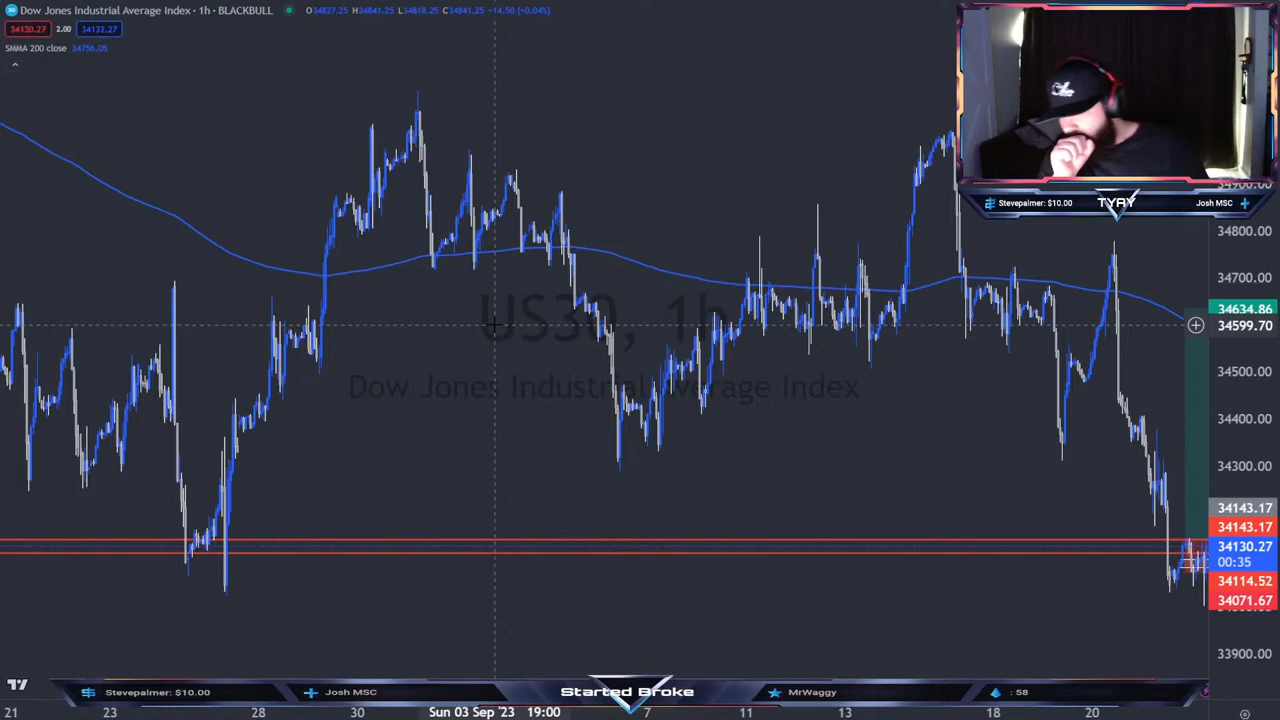 Dow Jones Industrial Average Index · 1h · BLACKBULL
O34827.25 H34841.25 L34818.25 C34841.25 +14.50 (+0.04%)
34130.27 2.00 34132.27
SMMA 200 close 34756.05
Stevepalmer: $10.00
TYAY
Josh MSC
34800.00
34700.00
34634.86
34599.70
US30, 1h
Dow Jones Industrial Average Index
34500.00
34400.00
34300.00
34143.17
34143.17
34130.27
00:35
34114.52
34071.67
33900.00
Stevepalmer: $10.00
Josh MSC
Started Broke
MrWaggy
: 58
21 23 28 30 Sun 03 Sep '23 19:00 7 11 13 18 20